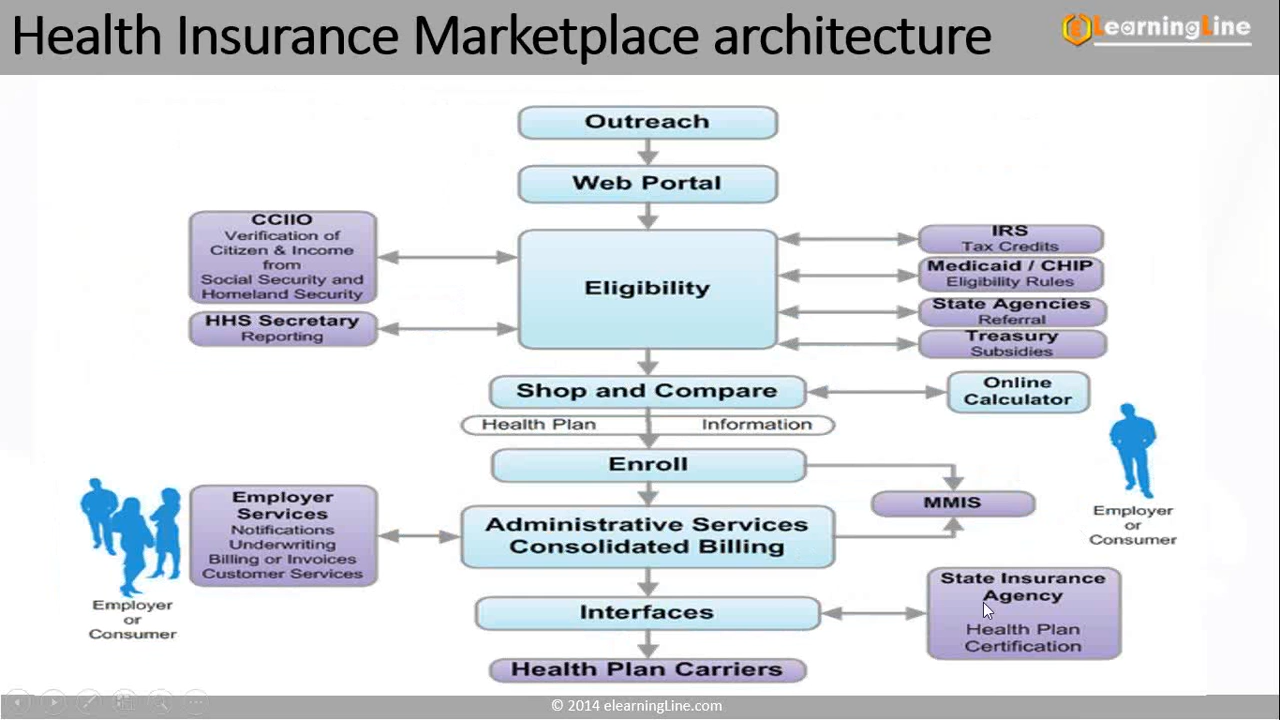 Health Insurance Marketplace architecture
LearningLine
Outreach
Web Portal
CCIIO
Verification of
Citizen & Income
from
Social Security and
Homeland Security
HHS Secretary
Reporting
Eligibility
IRS
Tax Credits
Medicaid / CHIP
Eligibility Rules
State Agencies
Referral
Treasury
Subsidies
Shop and Compare
Online
Calculator
Health Plan Information
Enroll
MMIS
Employer
or
Consumer
Employer
Services
Notifications
Underwriting
Billing or Invoices
Customer Services
Employer
or
Consumer
Administrative Services
Consolidated Billing
Interfaces
State Insurance
Agency
Health Plan
Certification
Health Plan Carriers
© 2014 elearningLine.com